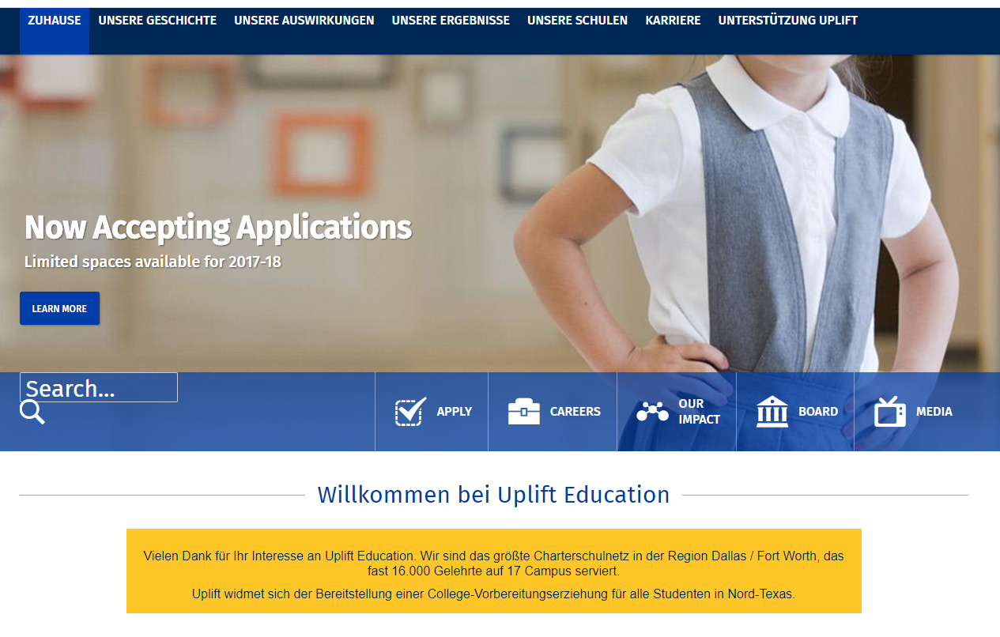 ZUHAUSE UNSERE GESCHICHTE UNSERE AUSWIRKUNGEN UNSERE ERGEBNISSE UNSERE SCHULEN KARRIERE UNTERSTÜTZUNG UPLIFT
Now Accepting Applications
Limited spaces available for 2017-18
LEARN MORE
Search...
APPLY
CAREERS
OUR
IMPACT
BOARD
MEDIA
Willkommen bei Uplift Education
Vielen Dank für Ihr Interesse an Uplift Education. Wir sind das größte Charterschulnetz in der Region Dallas / Fort Worth, das
fast 16.000 Gelehrte auf 17 Campus serviert.
Uplift widmet sich der Bereitstellung einer College-Vorbereitungserziehung für alle Studenten in Nord-Texas.